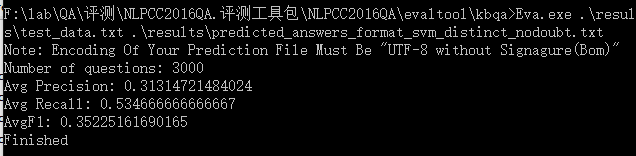 F:\lab\QA\评测\NLPCC2016QA.评测工具包\NLPCC2016QA\evaltool\kbqa>Eva.exe .\resul
s\test_data.txt .\results\predicted_answers_format_svm_distinct_nodoubt.txt
Note: Encoding Of Your Prediction File Must Be "UTF-8 without Signagure(Bom)"
Number of questions: 3000
Avg Precision: 0.31314721484024
Avg Recall: 0.534666666666667
AvgF1: 0.35225161690165
Finished